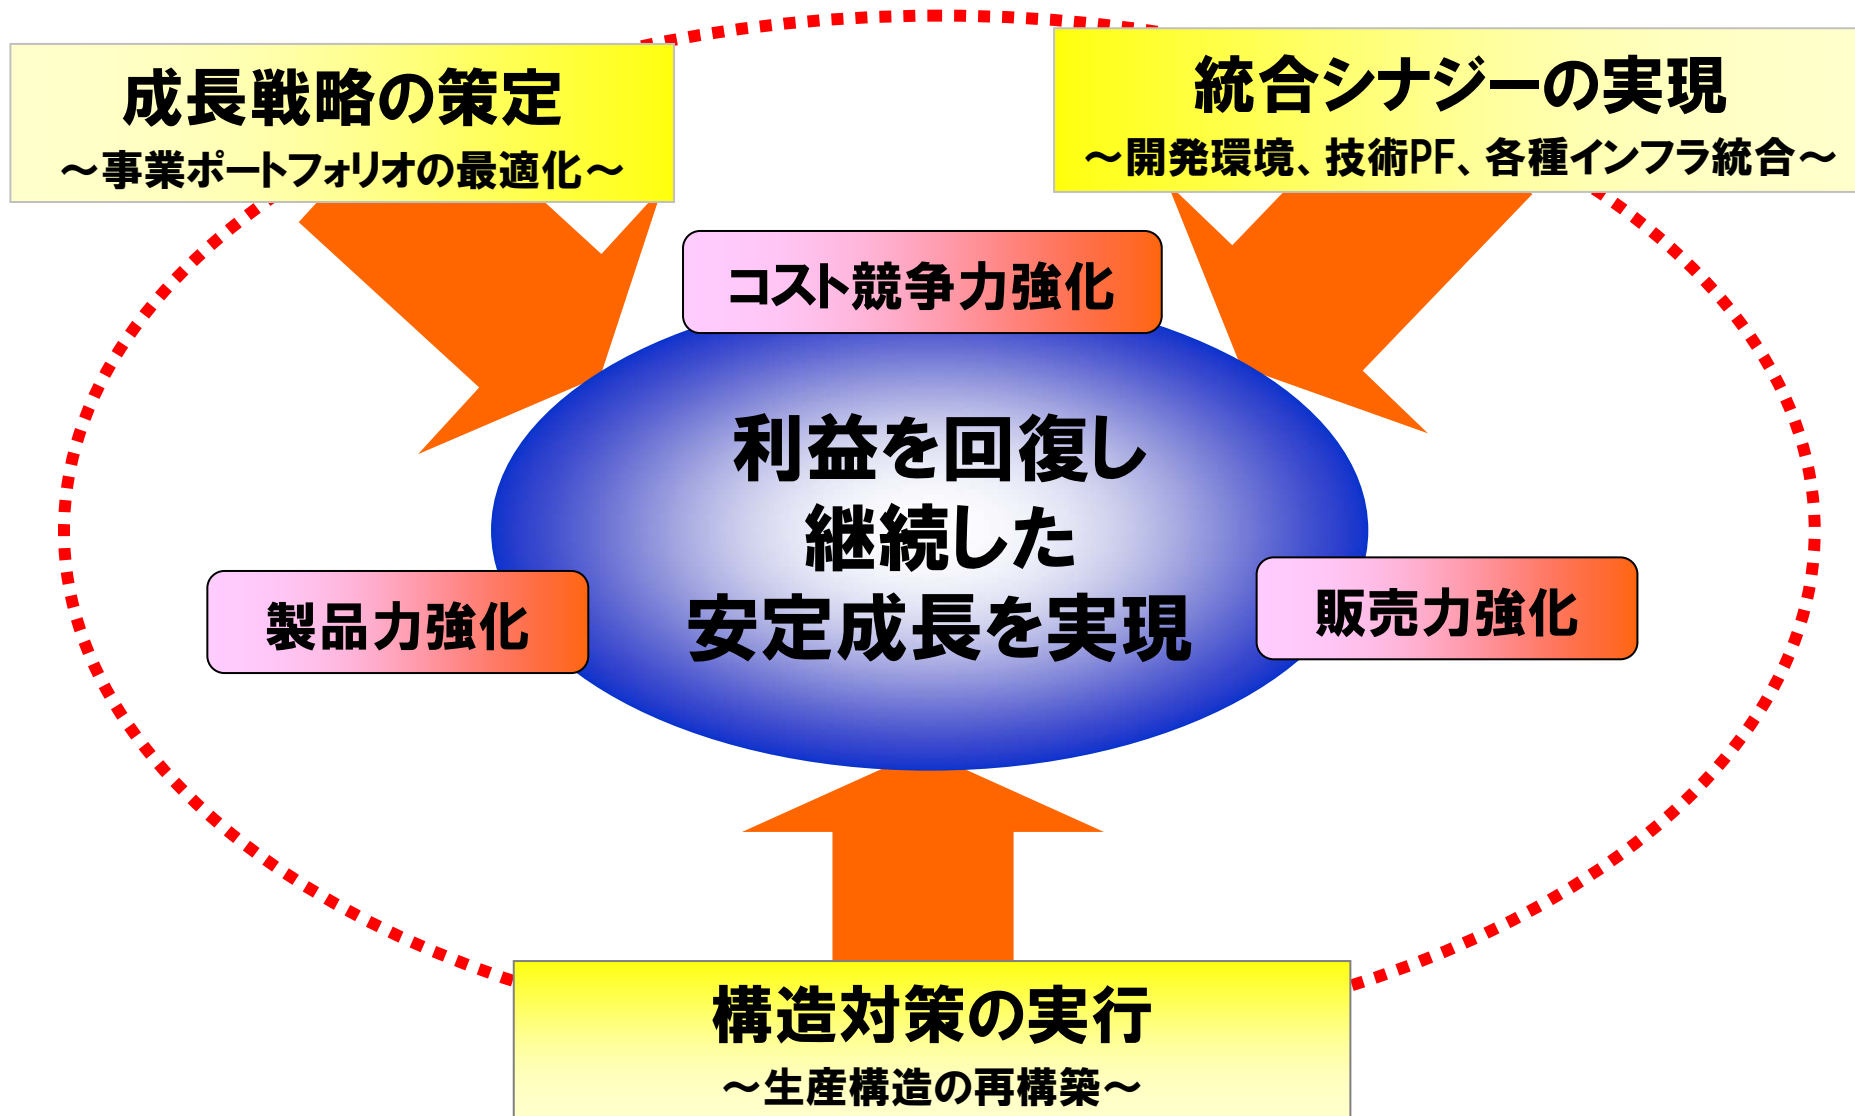 成長戦略の策定
～事業ポートフォリオの最適化～
統合シナジーの実現
～開発環境、技術PF、各種インフラ統合～
コスト競争力強化
利益を回復し
継続した
安定成長を実現
製品力強化
販売力強化
構造対策の実行
～生産構造の再構築～